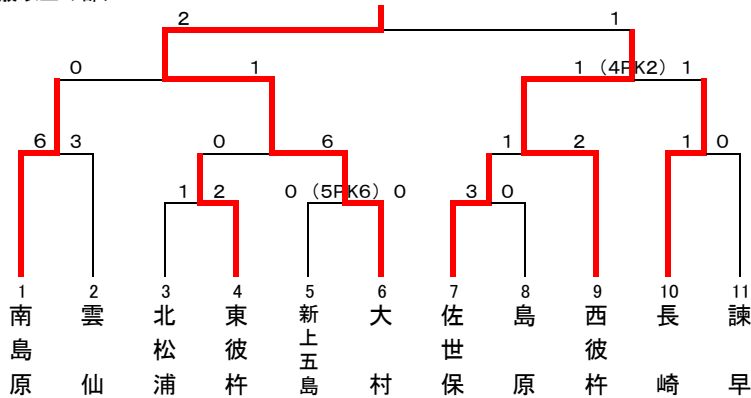 2 1
0 1 1 (4PK2) 1
6 3 0 6 1 2 1 0
1 2 0 (5PK6) 0 3 0
1 2 3 4 5 6 7 8 9 10 11
南島原
雲仙
北松浦
東彼杵
新上五島
大村
佐世保
島原
西彼杵
長崎
諫早